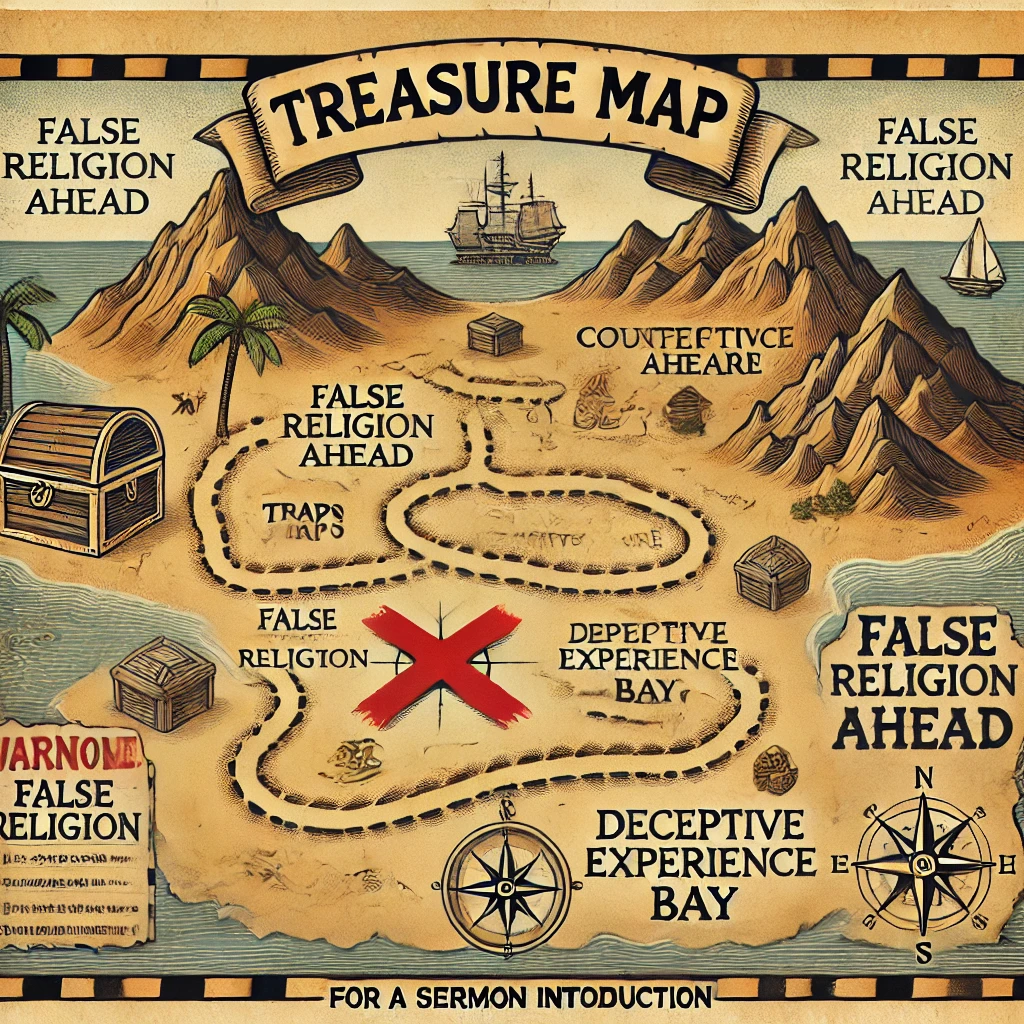 TREASURE MAP
FALSE
RELIGION
AHEAD
FALSE
RELIGION
AHEAD
COUNTEFTIVCE
AHEARE
FALSE
RELIGION
AHEAD
TRAPS
FALSE
RELIGION
DEPEPTIVE
EXPERIENCE
BAY
FALSE
RELIGION
AHEAD
WARNONE
FALSE
RELIGION
DECEPTIVE
EXPERIENCE
BAY
N
E
H
S
FOR A SERMON INTODUCTION